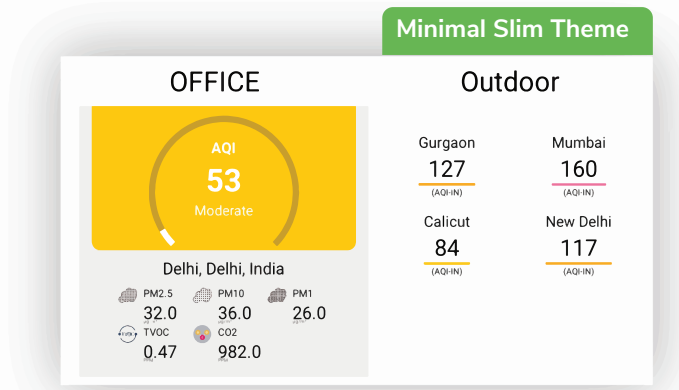 Minimal Slim Theme
OFFICE
AQI
53
Moderate
Delhi, Delhi, India
PM2.5
32.0
PM10
36.0
PM1
26.0
TVOC
0.47
CO2
982.0
Outdoor
Gurgaon
127
(AQI-IN)
Mumbai
160
(AQI-IN)
Calicut
84
(AQI-IN)
New Delhi
117
(AQI-IN)